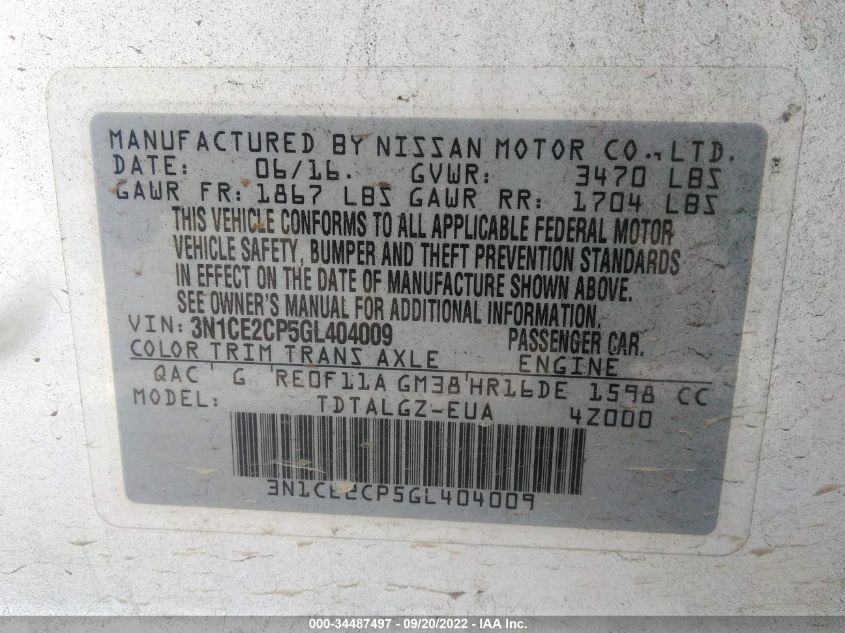 MANUFACTURED BY NISSAN MOTOR CO., LTD.
DATE: 06/16. GVWR: 3470 LBS
GAWR FR: 1867 LBS GAWR RR: 1704 LBS
THIS VEHICLE CONFORMS TO ALL APPLICABLE FEDERAL MOTOR
VEHICLE SAFETY, BUMPER AND THEFT PREVENTION STANDARDS
IN EFFECT ON THE DATE OF MANUFACTURE SHOWN ABOVE.
SEE OWNER'S MANUAL FOR ADDITIONAL INFORMATION.
VIN: 3N1CE2CP5GL404009 PASSENGER CAR.
COLOR TRIM TRANS AXLE ENGINE
QAC G RE0F11A GM38 HR16DE 1598 CC
MODEL: TDTALGZ-EUA 4Z000
3N1CE2CP5GL404009
000-34487497 - 09/20/2022 - IAA Inc.